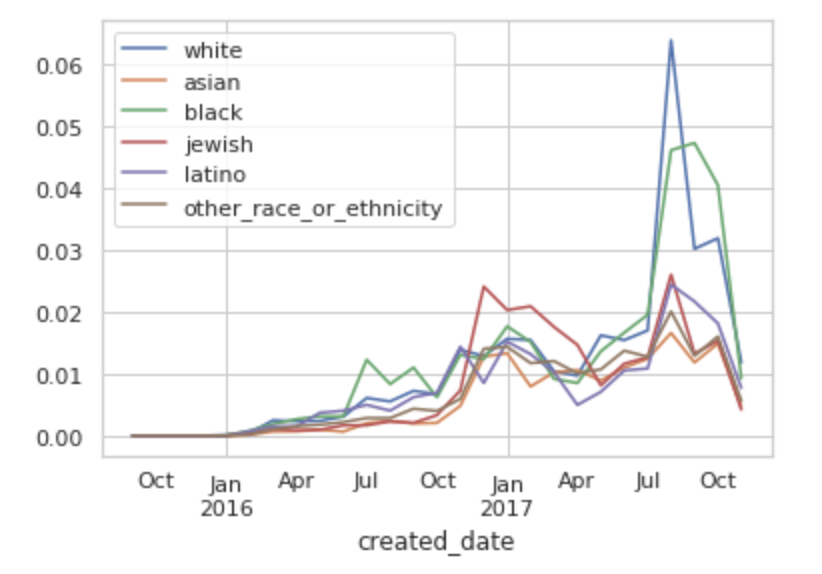 white
asian
black
jewish
latino
other_race_or_ethnicity
0.06
0.05
0.04
0.03
0.02
0.01
0.00
Oct Jan Apr Jul Oct Jan Apr Jul Oct
2016 2017
created_date